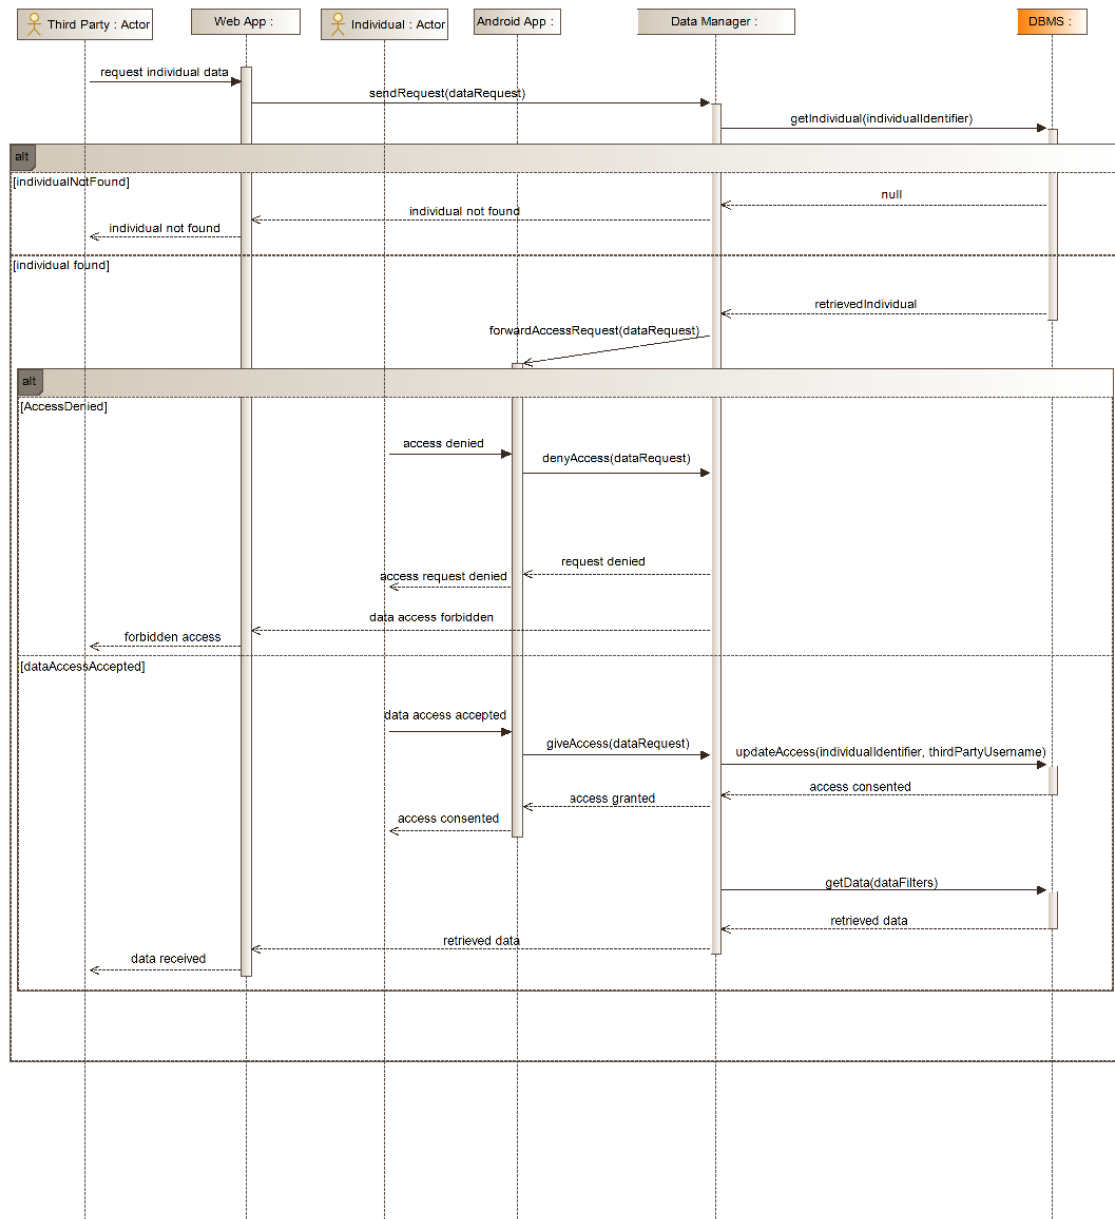 Third Party : Actor
Web App :
Individual : Actor
Android App :
Data Manager :
DBMS :
request individual data
sendRequest(dataRequest)
getIndividual(individualIdentifier)
alt
[individualNotFound]
null
individual not found
individual not found
[individual found]
retrievedIndividual
forwardAccessRequest(dataRequest)
alt
[AccessDenied]
access denied
denyAccess(dataRequest)
request denied
access request denied
data access forbidden
forbidden access
[dataAccessAccepted]
data access accepted
giveAccess(dataRequest)
updateAccess(individualIdentifier, thirdPartyUsername)
access consented
access granted
access consented
getData(dataFilters)
retrieved data
retrieved data
data received